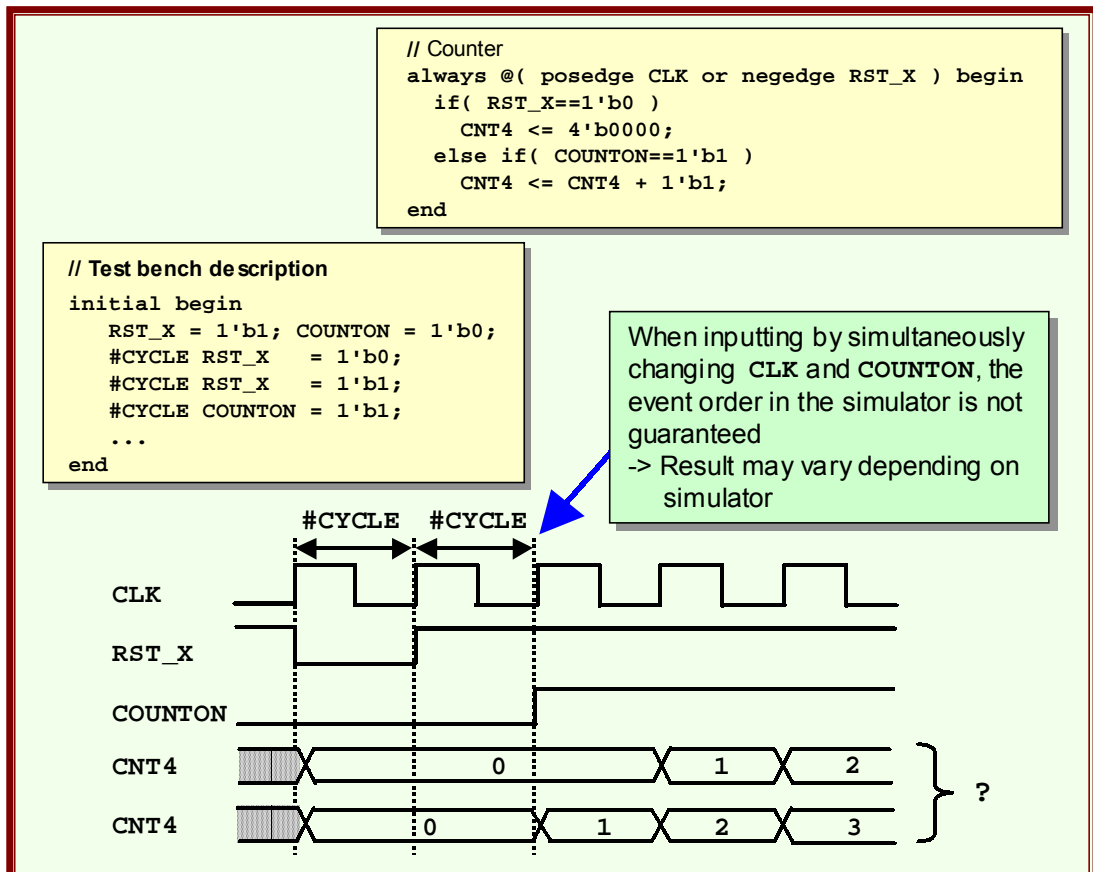 // Counter
always @( posedge CLK or negedge RST_X ) begin
if( RST_X==1'b0 )
CNT4 <= 4'b0000;
else if( COUNTON==1'b1 )
CNT4 <= CNT4 + 1'b1;
end
// Test bench description
initial begin
RST_X = 1'b1; COUNTON = 1'b0;
#CYCLE RST_X = 1'b0;
#CYCLE RST_X = 1'b1;
#CYCLE COUNTON = 1'b1;
...
end
When inputting by simultaneously
changing CLK and COUNTON, the
event order in the simulator is not
guaranteed
-> Result may vary depending on
simulator
#CYCLE #CYCLE
CLK
RST_X
COUNTON
CNT4 0 1 2
CNT4 0 1 2 3
?